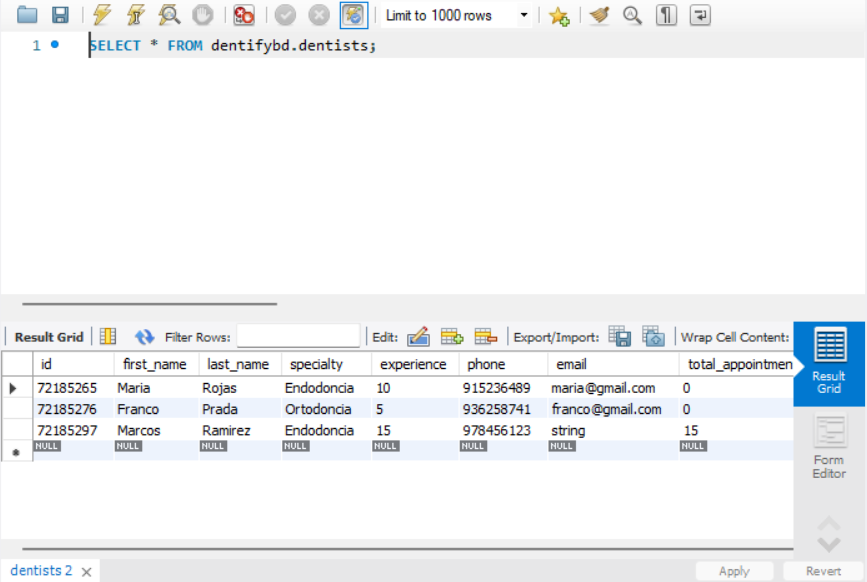 Limit to 1000 rows
1 SELECT * FROM dentifybd.dentists;
Result Grid Filter Rows: Edit: Export/Import: Wrap Cell Content:
id first_name last_name specialty experience phone email total_appointmen
72185265 Maria Rojas Endodoncia 10 915236489 maria@gmail.com 0
72185276 Franco Prada Ortodoncia 5 936258741 franco@gmail.com 0
72185297 Marcos Ramirez Endodoncia 15 978456123 string 15
NULL NULL NULL NULL NULL NULL NULL NULL
Result
Grid
Form
Editor
dentists 2 Apply Revert